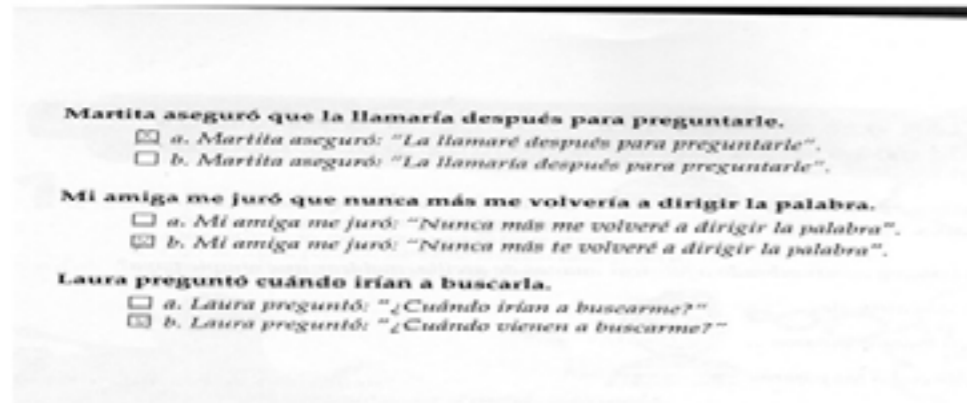 Martita aseguró que la llamaría después para preguntarle.
☒ a. Martita aseguró: "La llamaré después para preguntarle".
☐ b. Martita aseguró: "La llamaría después para preguntarle".
Mi amiga me juró que nunca más me volvería a dirigir la palabra.
☐ a. Mi amiga me juró: "Nunca más me volveré a dirigir la palabra".
☒ b. Mi amiga me juró: "Nunca más te volveré a dirigir la palabra".
Laura preguntó cuándo irían a buscarla.
☐ a. Laura preguntó: "¿Cuándo irían a buscarme?"
☒ b. Laura preguntó: "¿Cuándo vienen a buscarme?"